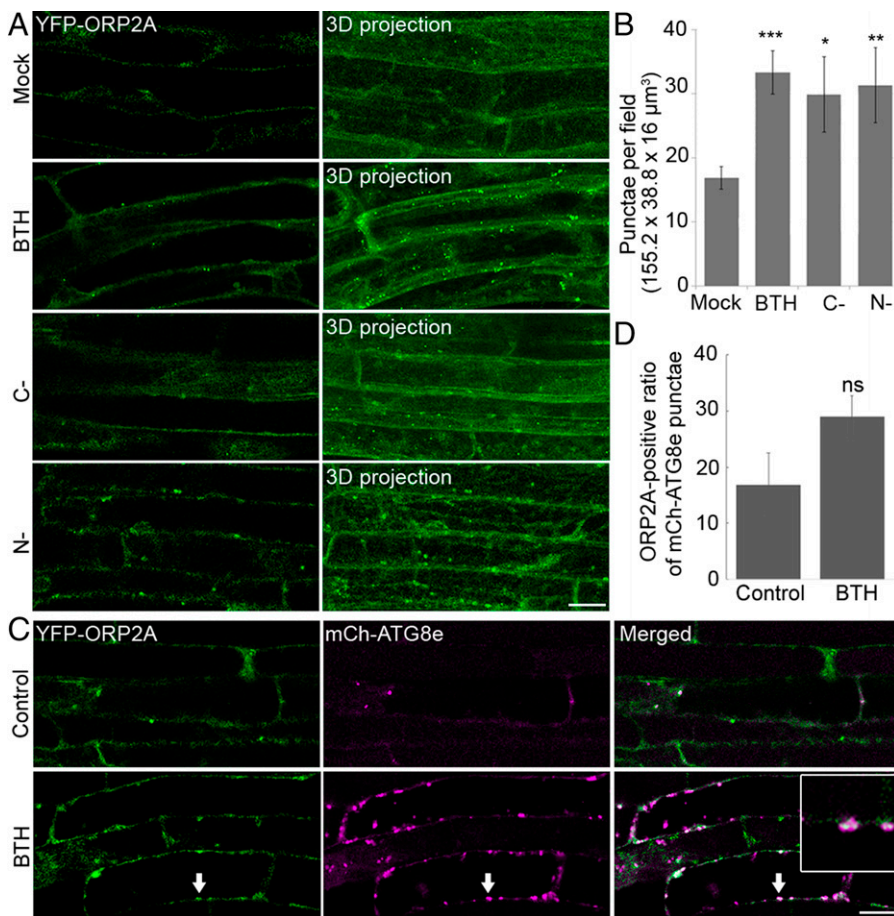 A
YFP-ORP2A
3D projection
Mock
3D projection
BTH
3D projection
C-
3D projection
N-
B
***
*
**
40
30
20
10
0
Punctae per field
(155.2 x 38.8 x 16 µm³)
Mock BTH C- N-
D
ns
40
30
20
10
0
ORP2A-positive ratio
of mCh-ATG8e punctae
Control BTH
C
YFP-ORP2A
mCh-ATG8e
Merged
Control
BTH